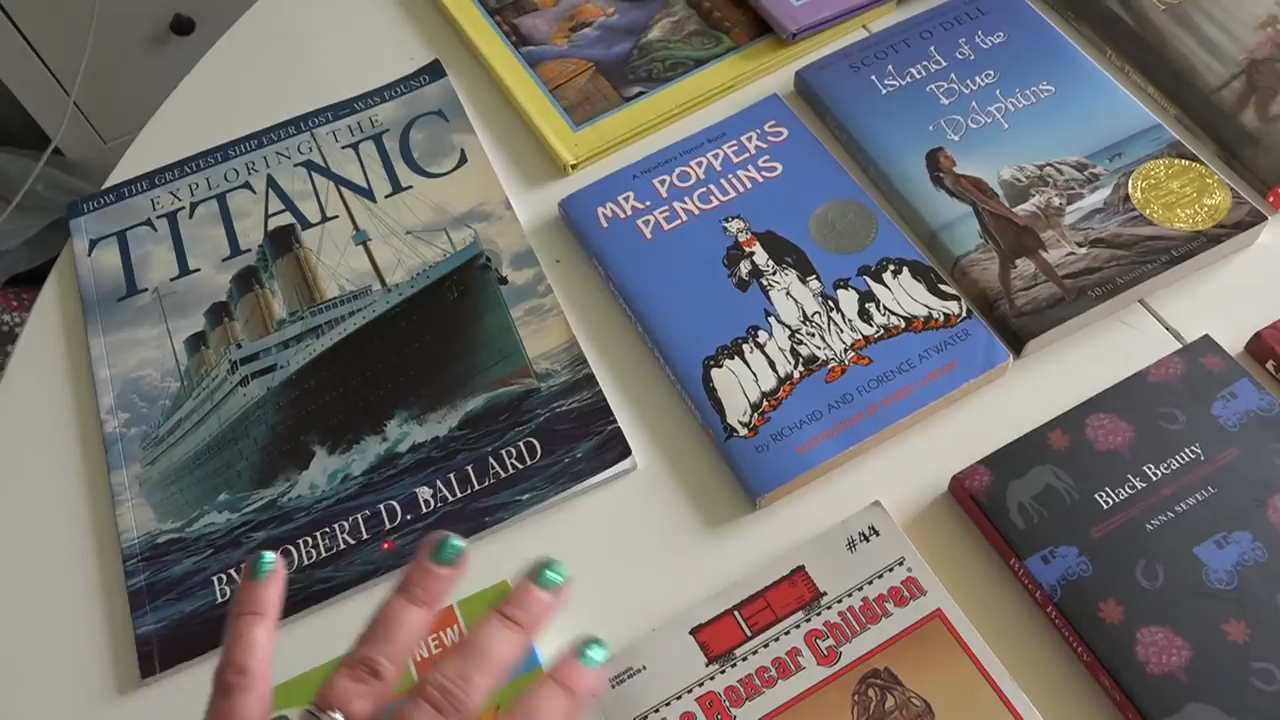 HOW THE GREATEST SHIP EVER LOST — WAS FOUND
EXPLORING THE
TITANIC
BY ROBERT D. BALLARD
A Newbery Honor Book
MR. POPPER'S
PENGUINS
by RICHARD AND FLORENCE ATWATER
SCOTT O'DELL
Island of the
Blue
Dolphins
50TH ANNIVERSARY EDITION
Black Beauty
ANNA SEWELL
Black Beauty
NEW
#44
Boxcar Children